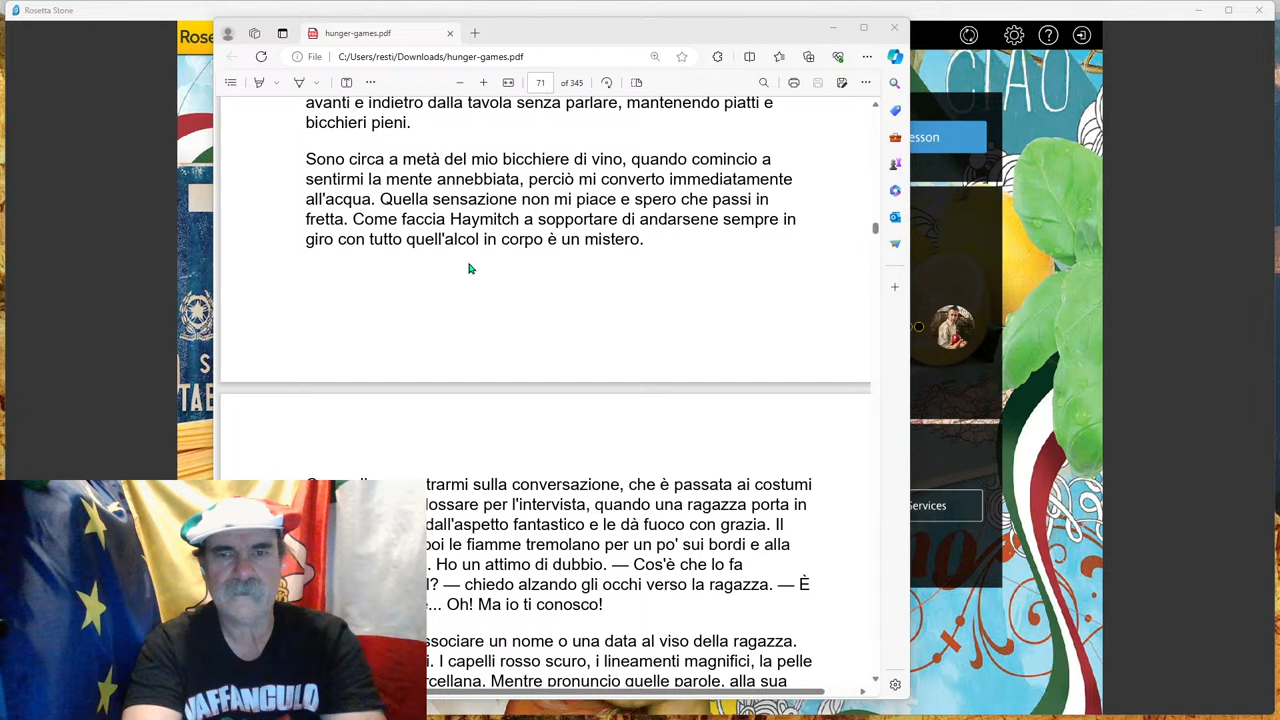 Rosetta Stone
Rose
hunger-games.pdf
File
C:/Users/resti/Downloads/hunger-games.pdf
71
of 345
avanti e indietro dalla tavola senza parlare, mantenendo piatti e
bicchieri pieni.
Sono circa a metà del mio bicchiere di vino, quando comincio a
sentirmi la mente annebbiata, perciò mi converto immediatamente
all'acqua. Quella sensazione non mi piace e spero che passi in
fretta. Come faccia Haymitch a sopportare di andarsene sempre in
giro con tutto quell'alcol in corpo è un mistero.
trarmi sulla conversazione, che è passata ai costumi
lossare per l'intervista, quando una ragazza porta in
dall'aspetto fantastico e le dà fuoco con grazia. Il
poi le fiamme tremolano per un po' sui bordi e alla
. Ho un attimo di dubbio. — Cos'è che lo fa
l? — chiedo alzando gli occhi verso la ragazza. — È
e... Oh! Ma io ti conosco!
ssociare un nome o una data al viso della ragazza.
i. I capelli rosso scuro, i lineamenti magnifici, la pelle
rcellana. Mentre pronuncio quelle parole, alla sua
CIAO
esson
Services
S
TAB
VAFFANCULO